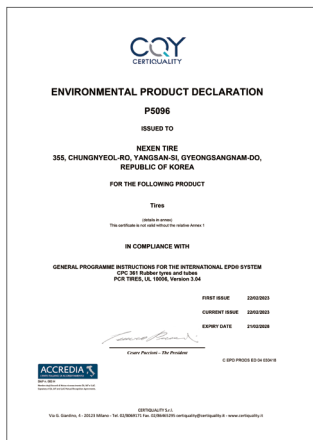 CQY
CERTIQUALITY
ENVIRONMENTAL PRODUCT DECLARATION
P5096
ISSUED TO
NEXEN TIRE
355, CHUNGNYEOL-RO, YANGSAN-SI, GYEONGSANGNAM-DO,
REPUBLIC OF KOREA
FOR THE FOLLOWING PRODUCT
Tires
(details in annex)
This certificate is not valid without the relative Annex 1
IN COMPLIANCE WITH
GENERAL PROGRAMME INSTRUCTIONS FOR THE INTERNATIONAL EPD® SYSTEM
CPC 361 Rubber tyres and tubes
PCR TIRES, UL 10006, Version 3.04
FIRST ISSUE 22/02/2023
CURRENT ISSUE 22/02/2023
EXPIRY DATE 21/02/2028
Cesare Puccioni – The President
C EPD PRODS ED 04 030418
ACCREDIA
CERTIQUALITY S.r.l.
Via G. Giardino, 4 - 20123 Milano - Tel. 02/8069171 Fax. 02/86465295 certiquality@certiquality.it - www.certiquality.it